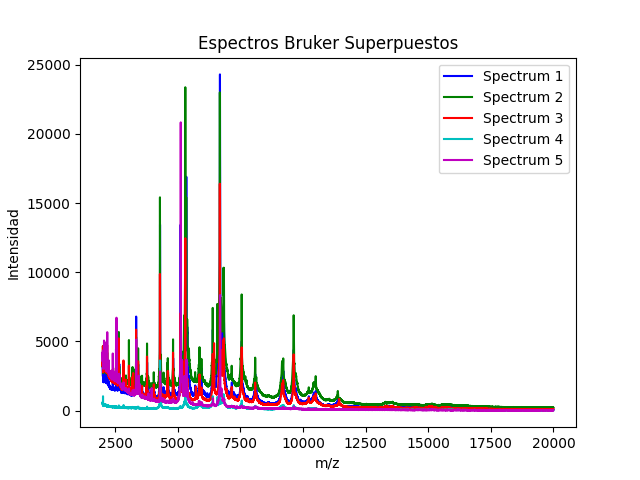 Espectros Bruker Superpuestos
Spectrum 1
Spectrum 2
Spectrum 3
Spectrum 4
Spectrum 5
Intensidad
25000
20000
15000
10000
5000
0
2500 5000 7500 10000 12500 15000 17500 20000
m/z